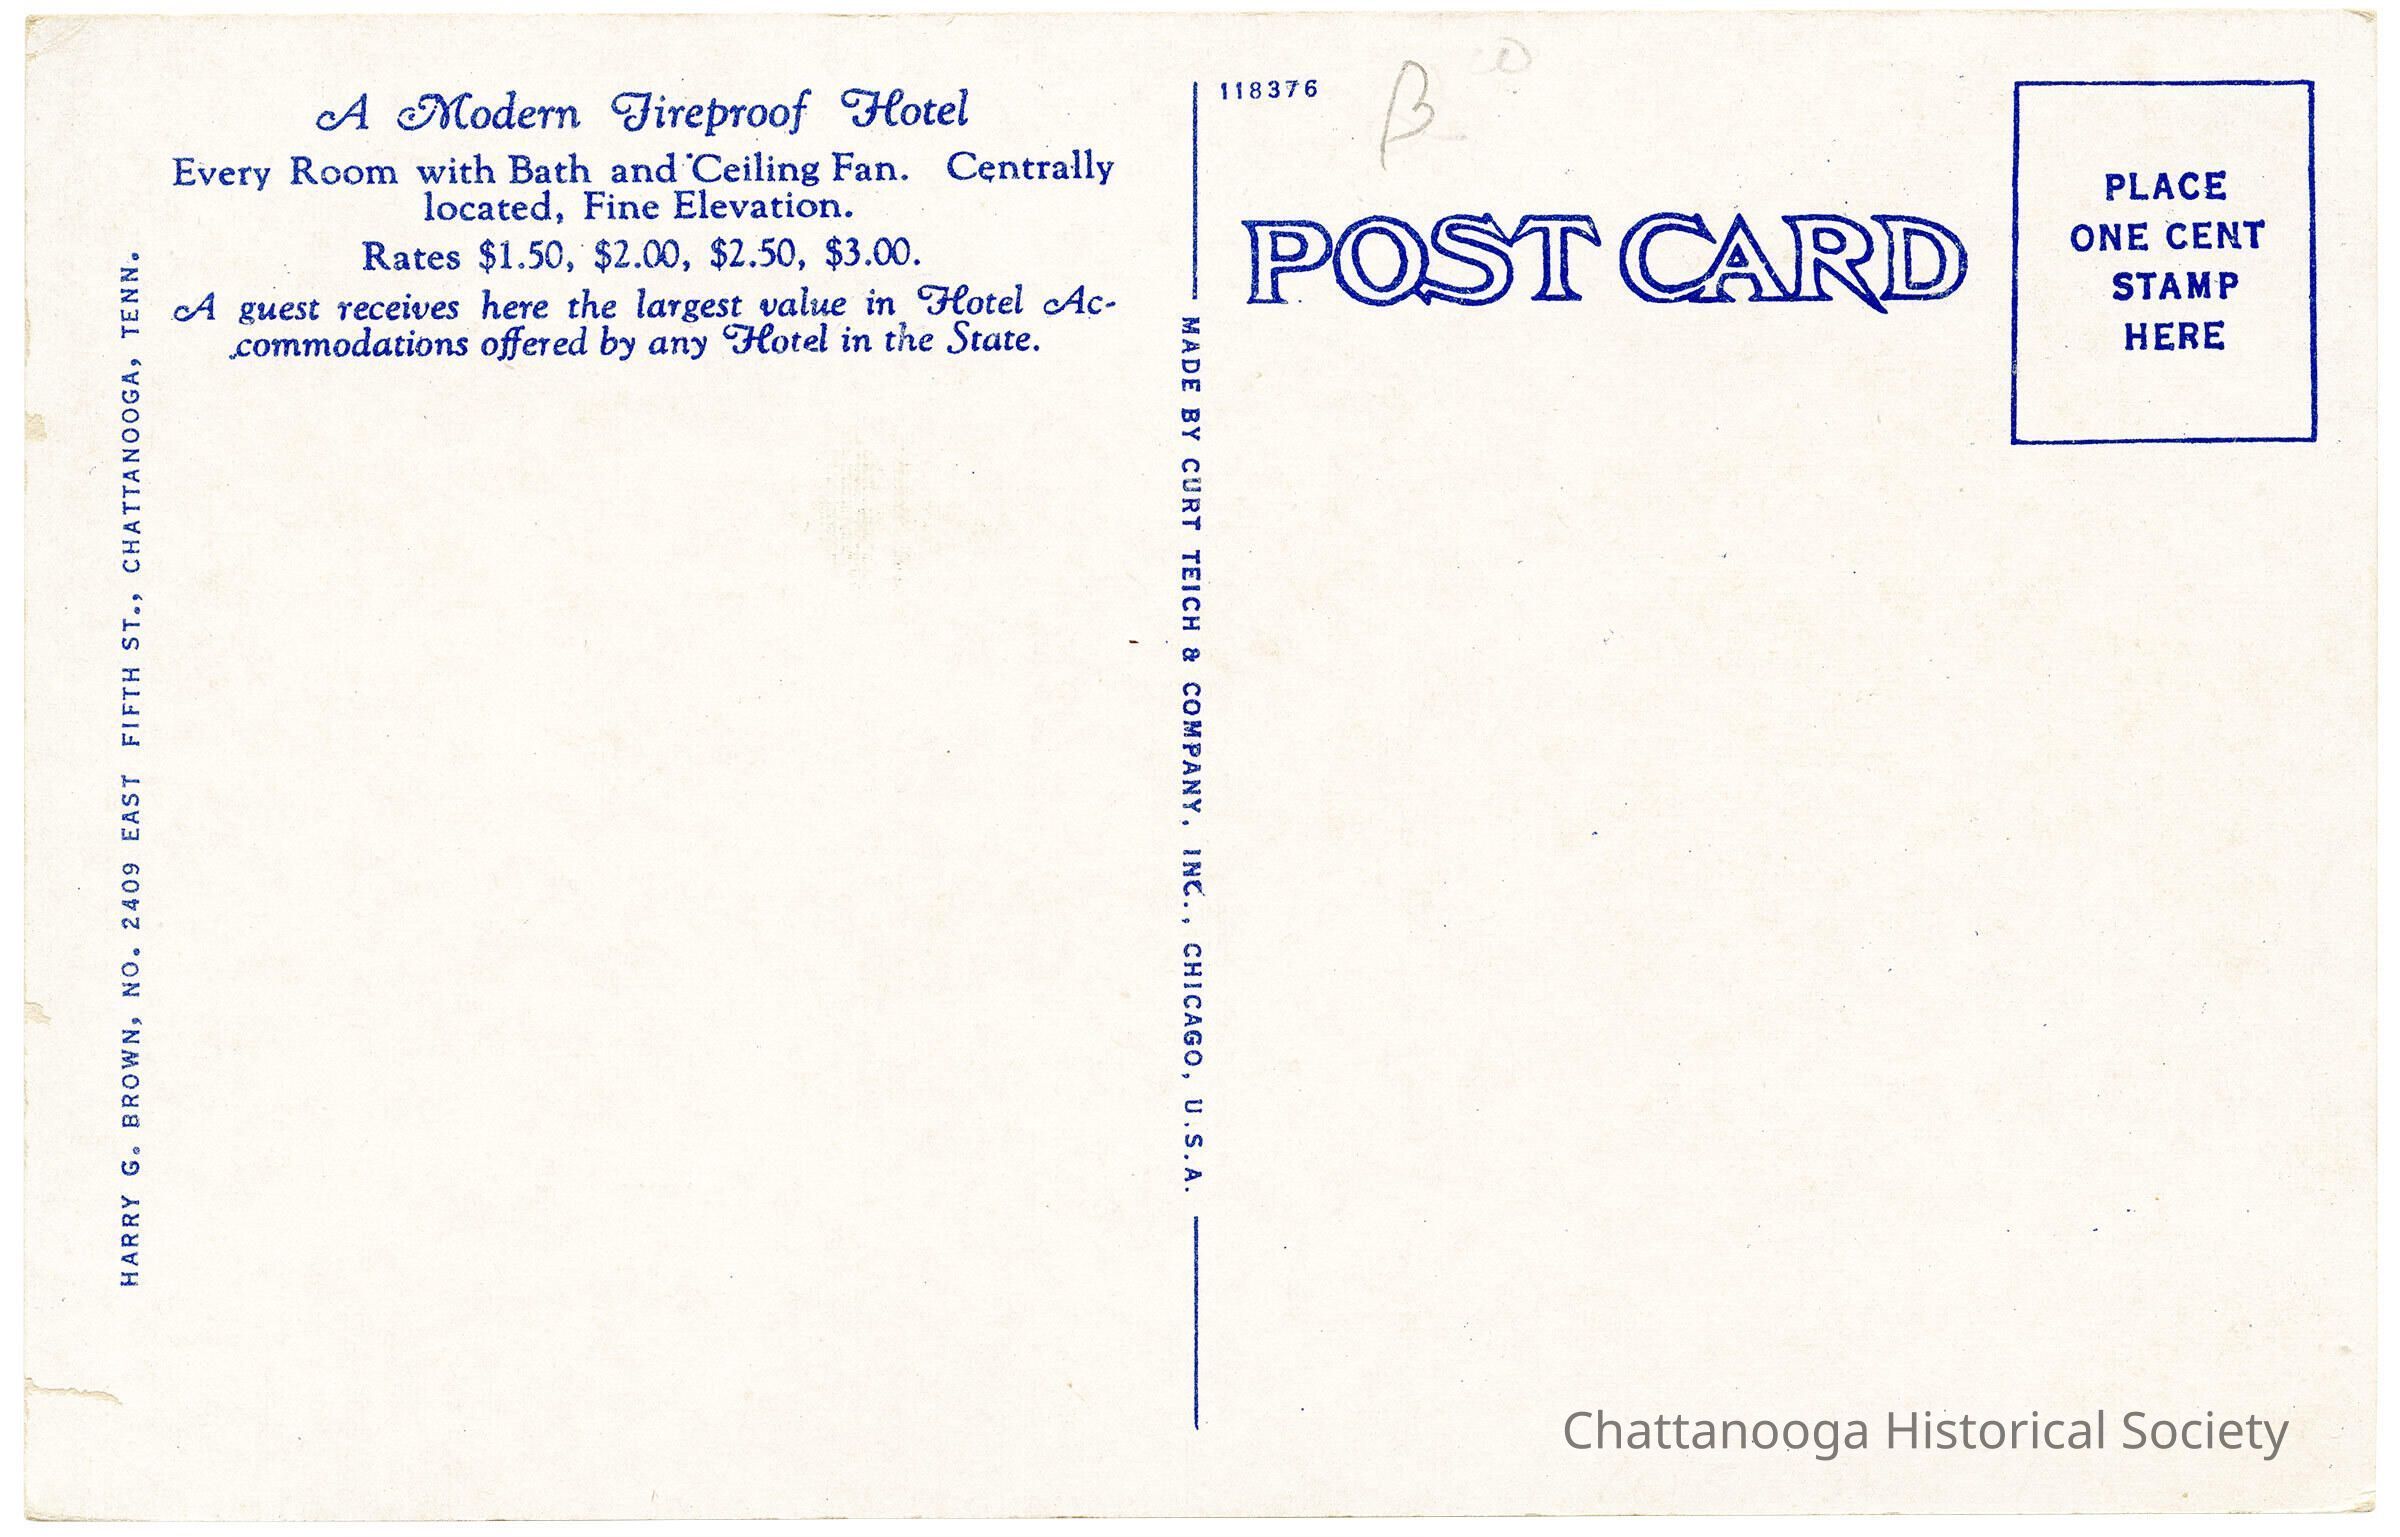 A Modern Fireproof Hotel
Every Room with Bath and Ceiling Fan. Centrally
located, Fine Elevation.
Rates $1.50, $2.00, $2.50, $3.00.
A guest receives here the largest value in Hotel Ac-
commodations offered by any Hotel in the State.
HARRY G. BROWN, NO. 2409 EAST FIFTH ST., CHATTANOOGA, TENN.
MADE BY CURT TEICH & COMPANY, INC., CHICAGO, U.S.A.
118376
B
POST CARD
PLACE
ONE CENT
STAMP
HERE
Chattanooga Historical Society